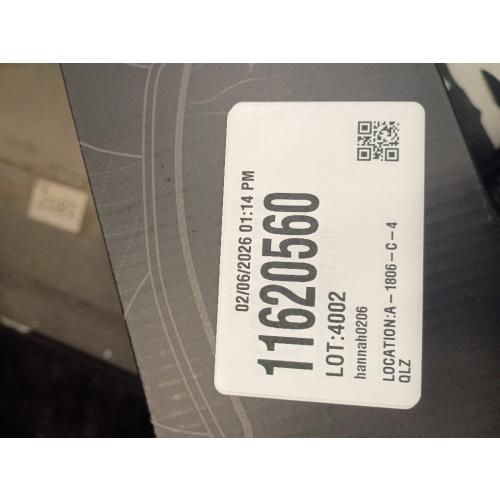 02/06/2026 01:14 PM
11620560
LOT:4002
hannah0206
LOCATION:A-1806-C-4
QLZ